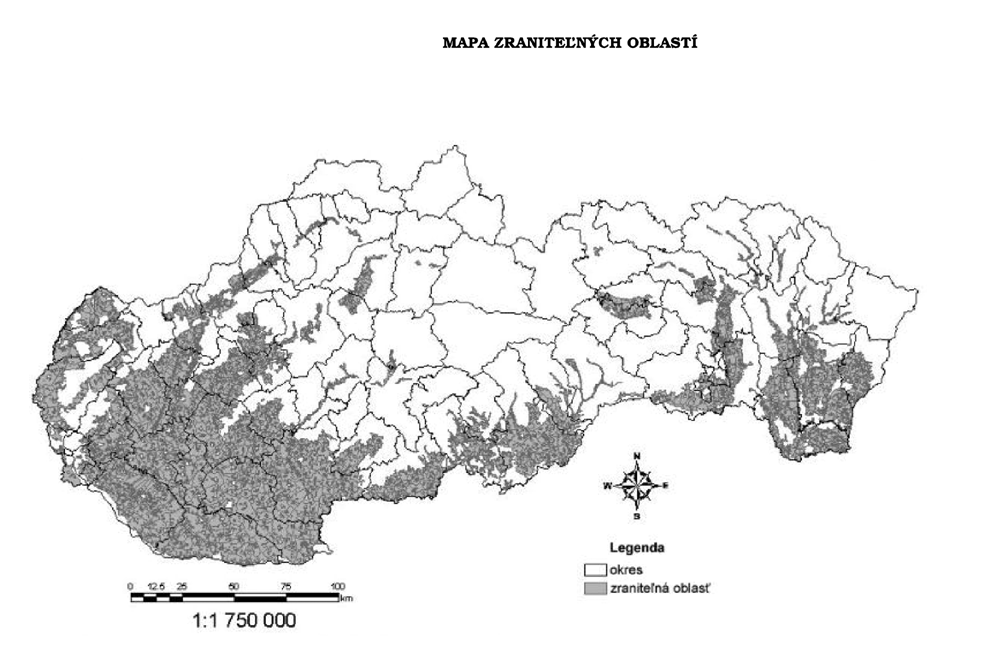 MAPA ZRANITEĽNÝCH OBLASTÍ
N
W E
S
Legenda
okres
zraniteľná oblasť
0 12.5 25 50 75 100
km
1:1 750 000